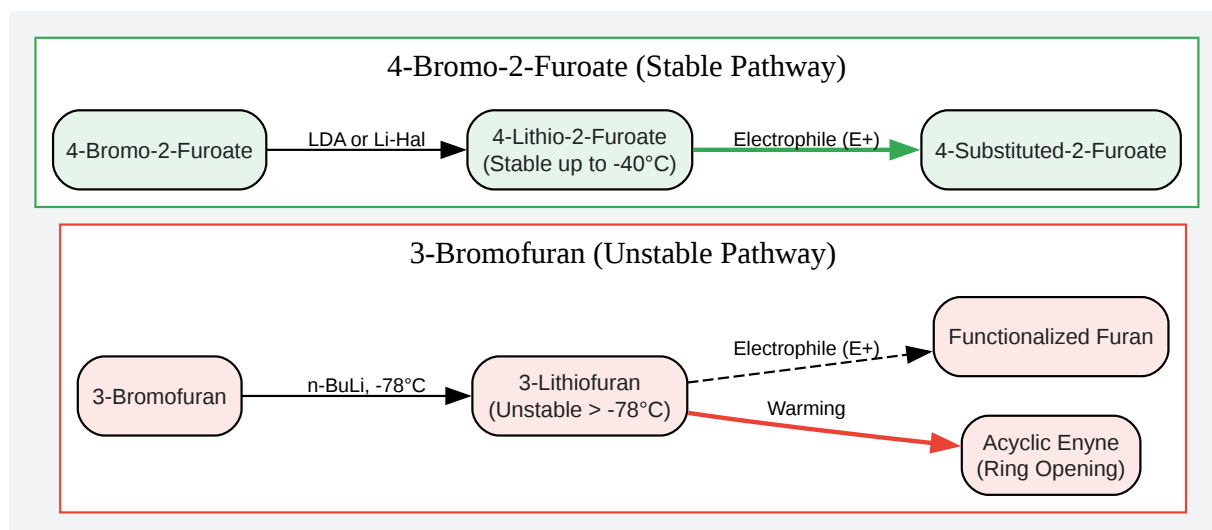 4-Bromo-2-Furoate (Stable Pathway)
4-Bromo-2-Furoate
LDA or Li-Hal
4-Lithio-2-Furoate
(Stable up to -40°C)
Electrophile (E+)
4-Substituted-2-Furoate
3-Bromofuran (Unstable Pathway)
3-Bromofuran
n-BuLi, -78°C
3-Lithiofuran
(Unstable > -78°C)
Electrophile (E+)
Functionalized Furan
Warming
Acyclic Enyne
(Ring Opening)